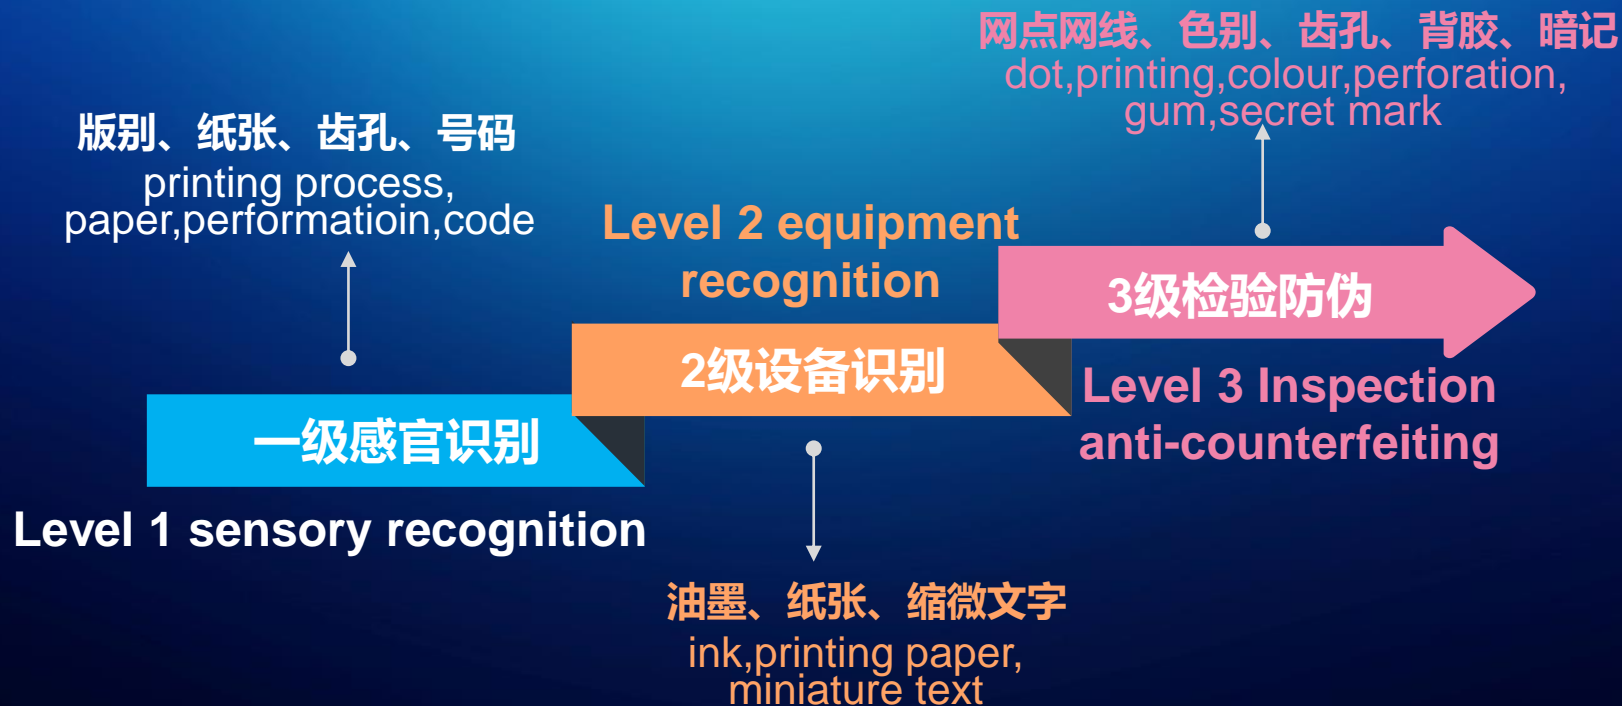 版别、纸张、齿孔、号码
printing process,
paper,performatioin,code
一级感官识别
Level 1 sensory recognition
Level 2 equipment
recognition
2级设备识别
油墨、纸张、缩微文字
ink,printing paper,
miniature text
网点网线、色别、齿孔、背胶、暗记
dot,printing,colour,perforation,
gum,secret mark
3级检验防伪
Level 3 Inspection
anti-counterfeiting